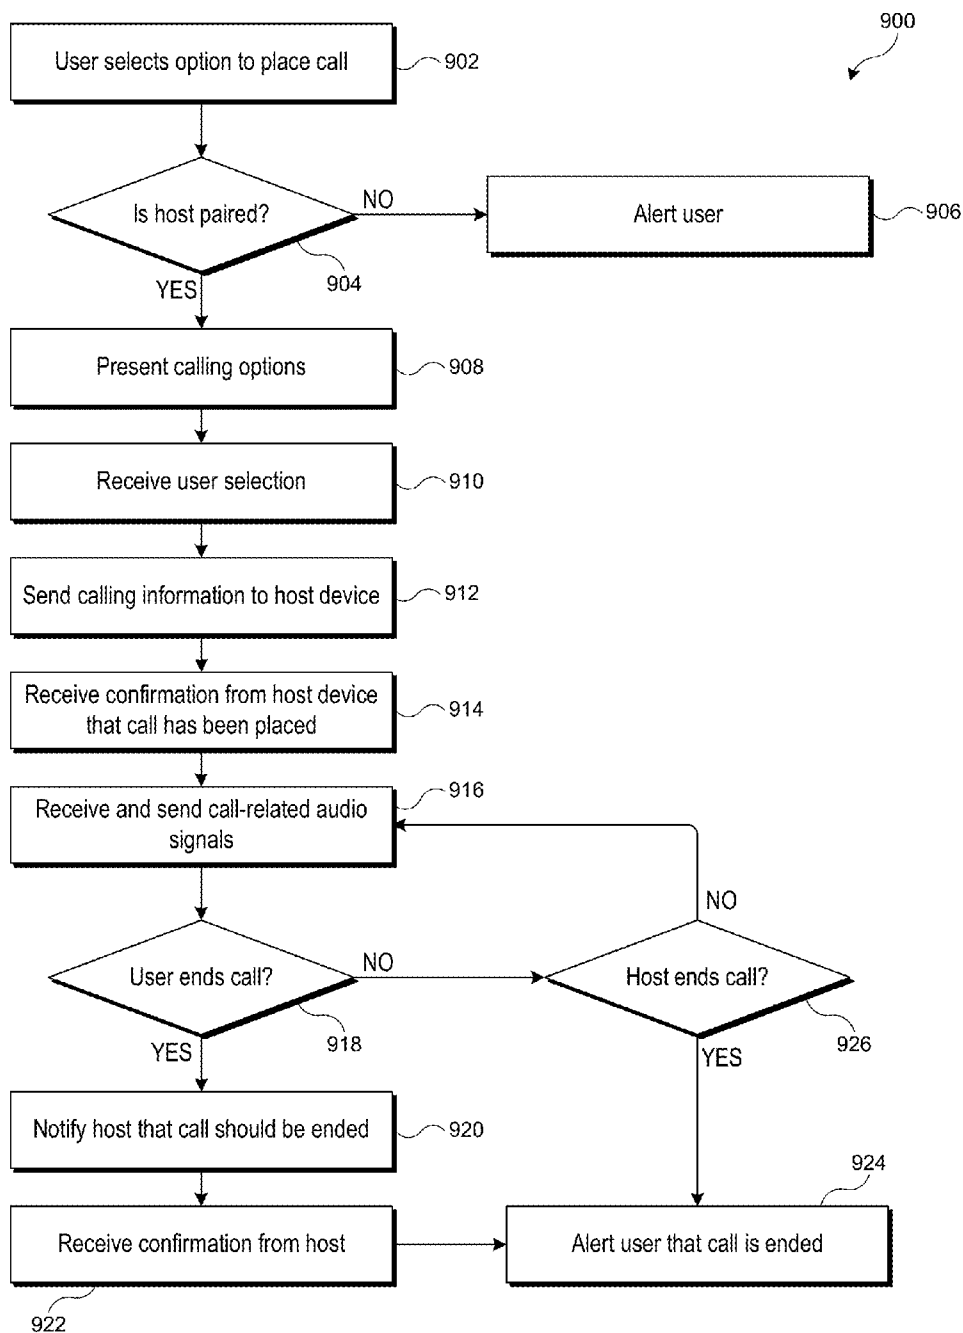 900
User selects option to place call
902
Is host paired?
NO
904
YES
Alert user
906
Present calling options
908
Receive user selection
910
Send calling information to host device
912
Receive confirmation from host device
that call has been placed
914
Receive and send call-related audio
signals
916
User ends call?
NO
918
YES
Host ends call?
NO
926
YES
Notify host that call should be ended
920
Receive confirmation from host
922
Alert user that call is ended
924